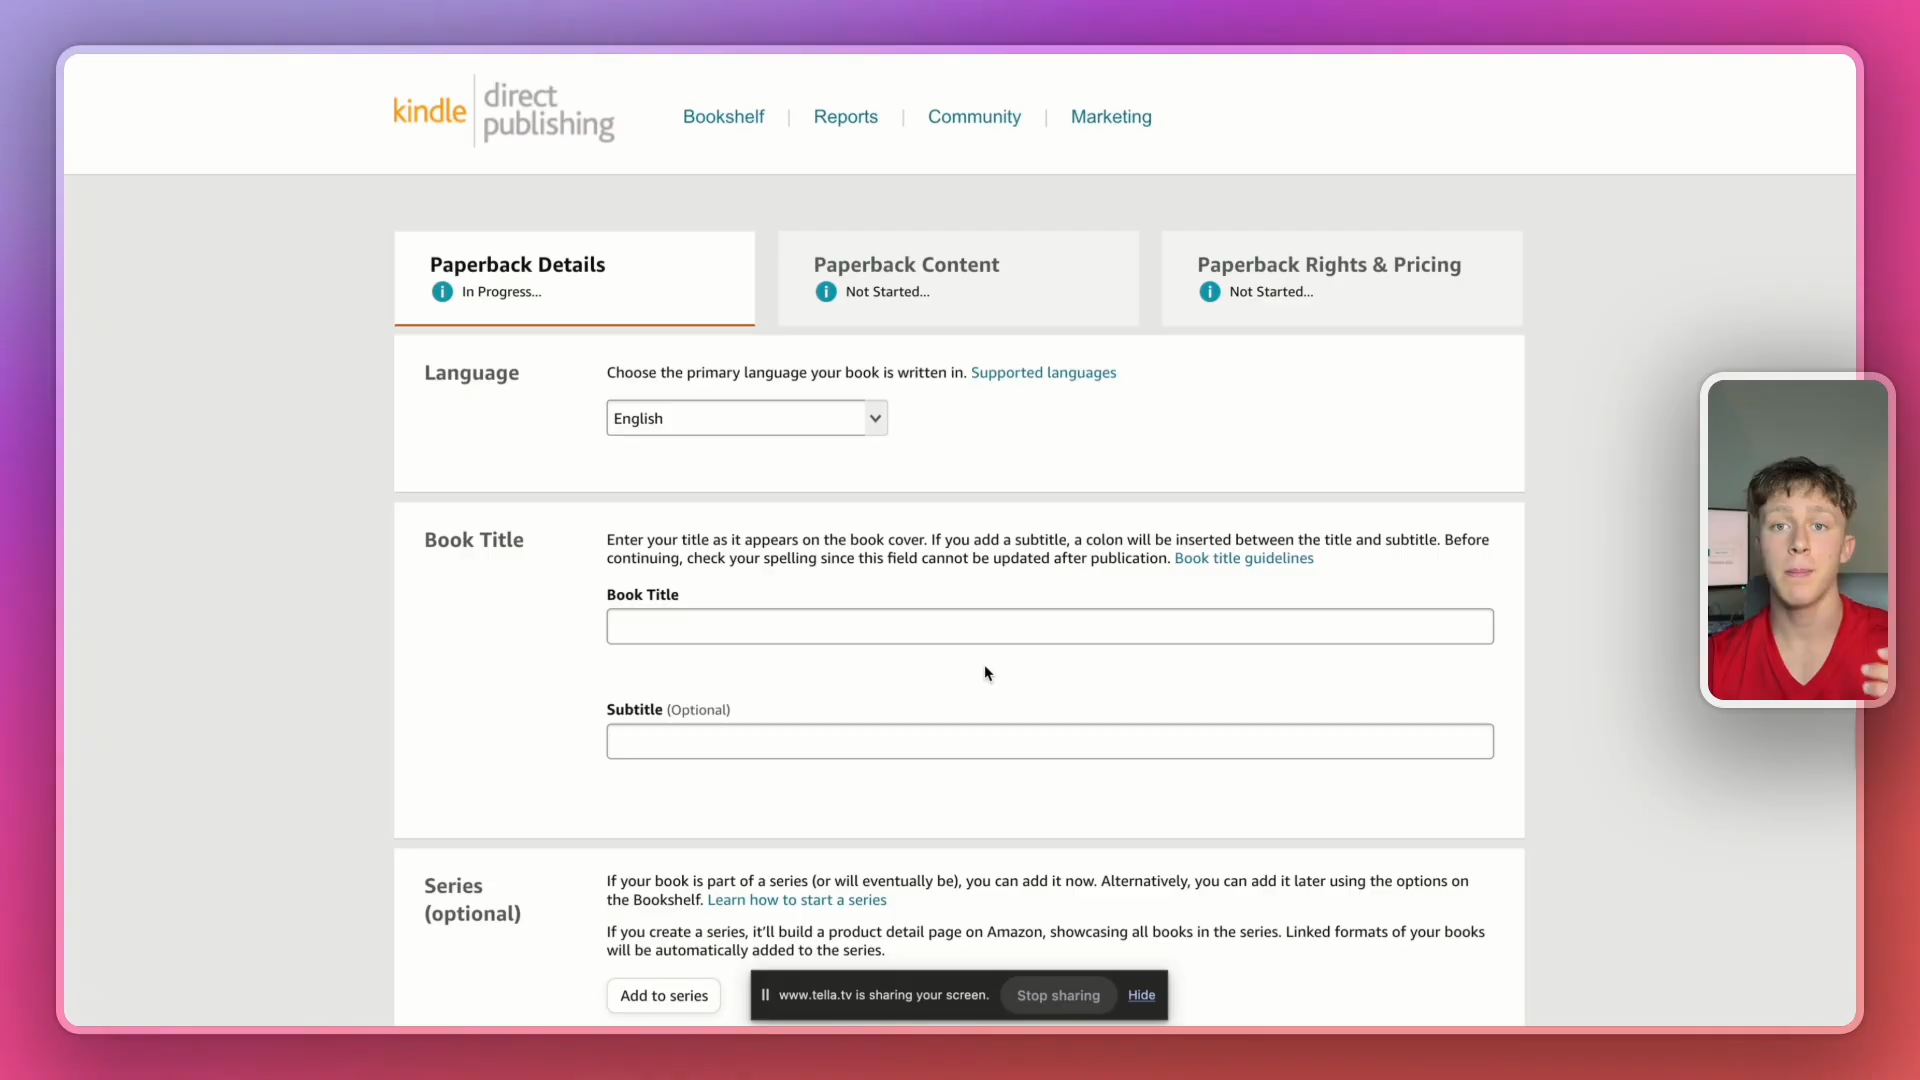 kindle direct publishing
Bookshelf | Reports | Community | Marketing
Paperback Details
In Progress...
Paperback Content
Not Started...
Paperback Rights & Pricing
Not Started...
Language
Choose the primary language your book is written in. Supported languages
English
Book Title
Enter your title as it appears on the book cover. If you add a subtitle, a colon will be inserted between the title and subtitle. Before
continuing, check your spelling since this field cannot be updated after publication. Book title guidelines
Book Title
Subtitle (Optional)
Series
(optional)
If your book is part of a series (or will eventually be), you can add it now. Alternatively, you can add it later using the options on
the Bookshelf. Learn how to start a series
If you create a series, it'll build a product detail page on Amazon, showcasing all books in the series. Linked formats of your books
will be automatically added to the series.
Add to series
www.tella.tv is sharing your screen. Stop sharing Hide